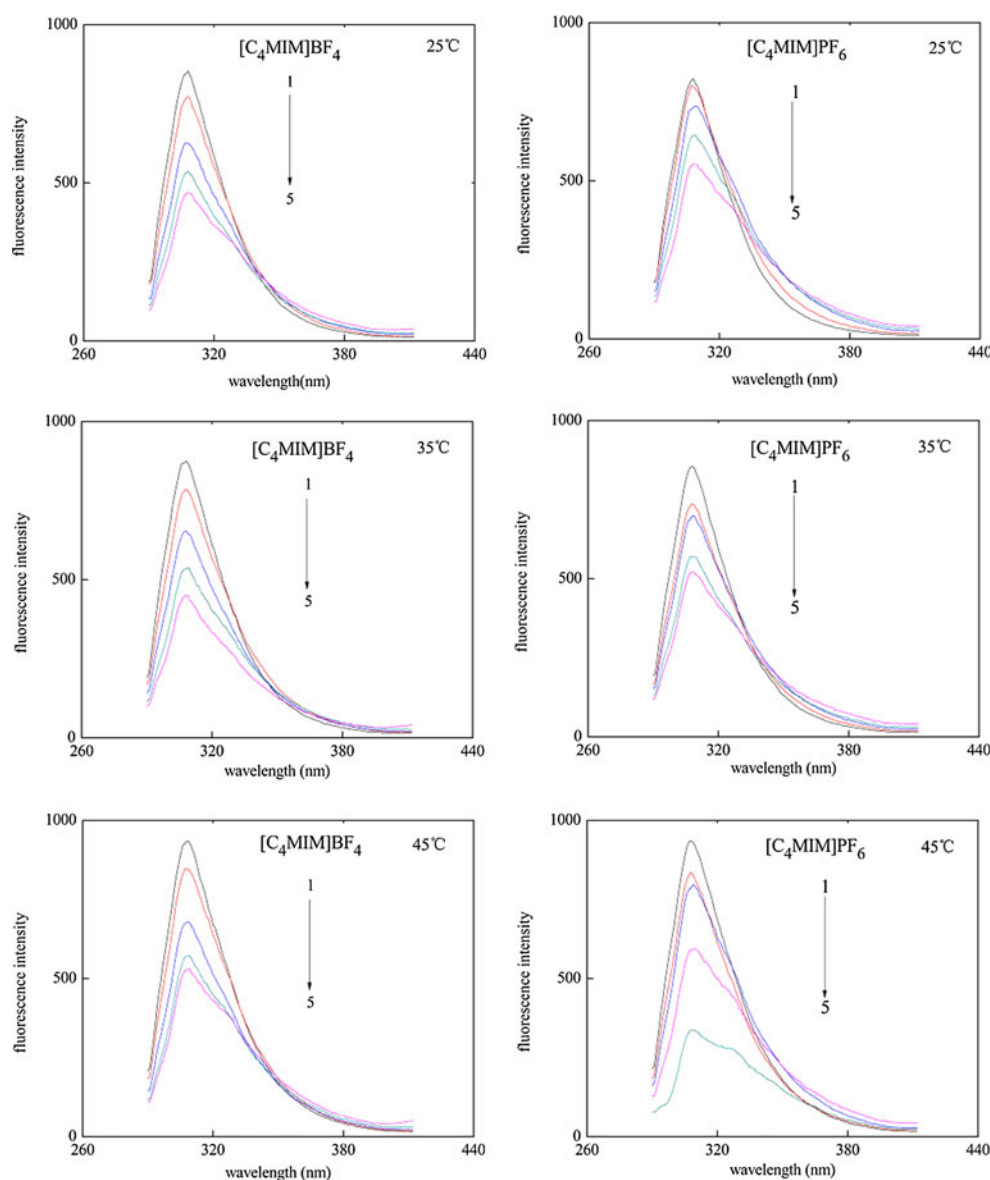 1000
[C4MIM]BF4 25℃
1
500
5
fluorescence intensity
0
260 320 380 440
wavelength(nm)
1000
[C4MIM]PF6 25℃
1
500
5
fluorescence intensity
0
260 320 380 440
wavelength (nm)
1000
[C4MIM]BF4 35℃
1
500
5
fluorescence intensity
0
260 320 380 440
wavelength (nm)
1000
[C4MIM]PF6 35℃
1
500
5
fluorescence intensity
0
260 320 380 440
wavelength (nm)
1000
[C4MIM]BF4 45℃
1
500
5
fluorescence intensity
0
260 320 380 440
wavelength (nm)
1000
[C4MIM]PF6 45℃
1
500
5
fluorescence intensity
0
260 320 380 440
wavelength (nm)